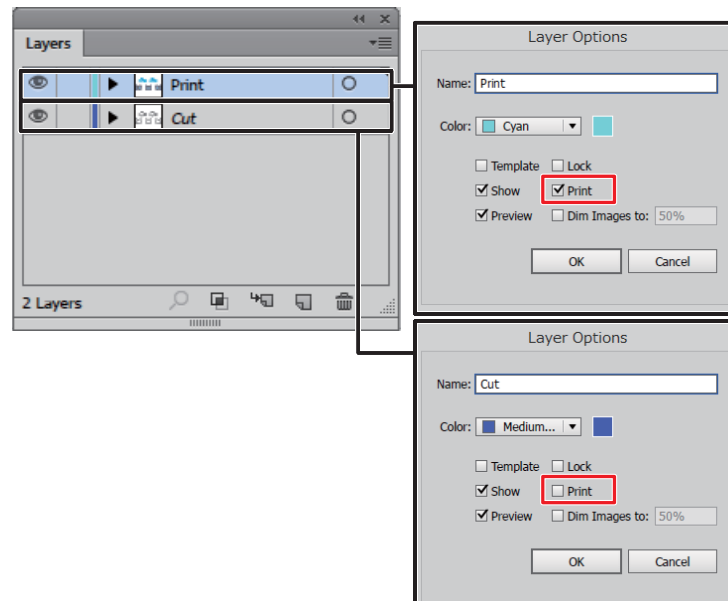 Layers
Print
Cut
2 Layers
Layer Options
Name: Print
Color: Cyan
Template Lock
Show Print
Preview Dim Images to: 50%
OK Cancel
Layer Options
Name: Cut
Color: Medium...
Template Lock
Show Print
Preview Dim Images to: 50%
OK Cancel